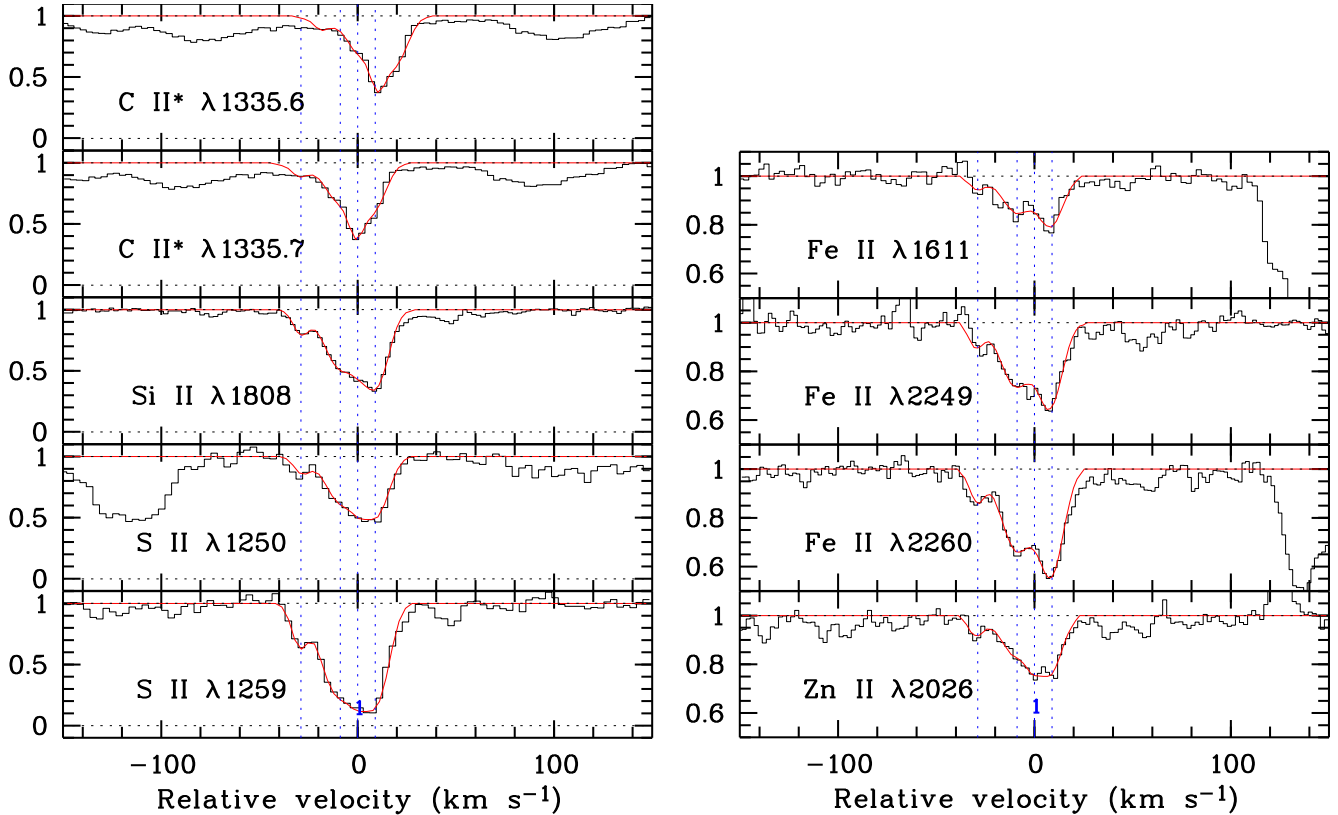 1
0.5
0
C II* λ1335.6
1
0.5
0
C II* λ1335.7
1
0.5
0
Si II λ1808
1
0.5
0
S II λ1250
1
0.5
0
S II λ1259
1
-100 0 100
Relative velocity (km s⁻¹)
1
0.8
0.6
Fe II λ1611
1
0.8
0.6
Fe II λ2249
1
0.8
0.6
Fe II λ2260
1
0.8
0.6
Zn II λ2026
1
-100 0 100
Relative velocity (km s⁻¹)